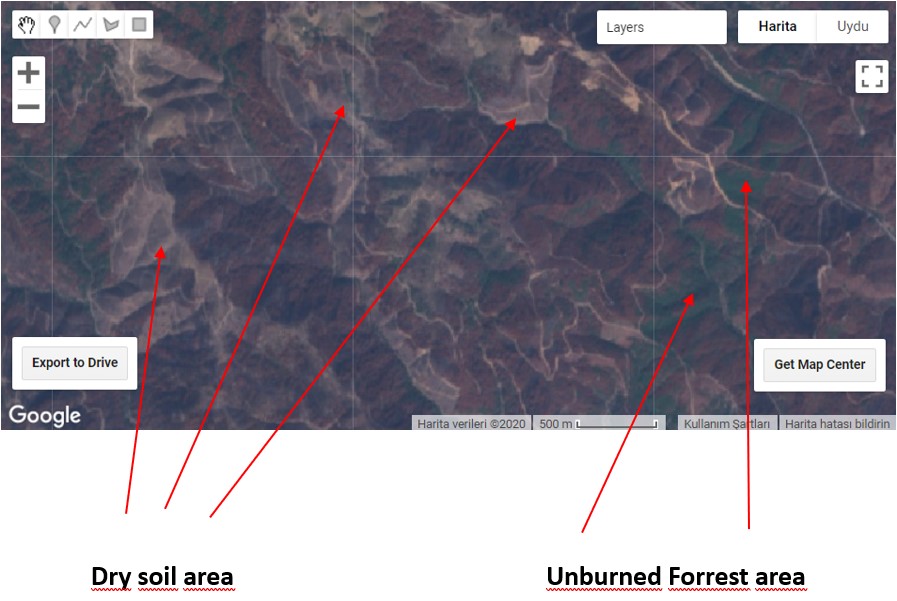 Layers
Harita Uydu
Export to Drive
Get Map Center
Google
Harita verileri ©2020 500 m Kullanım Şartları Harita hatası bildirin
Dry soil area
Unburned Forrest area